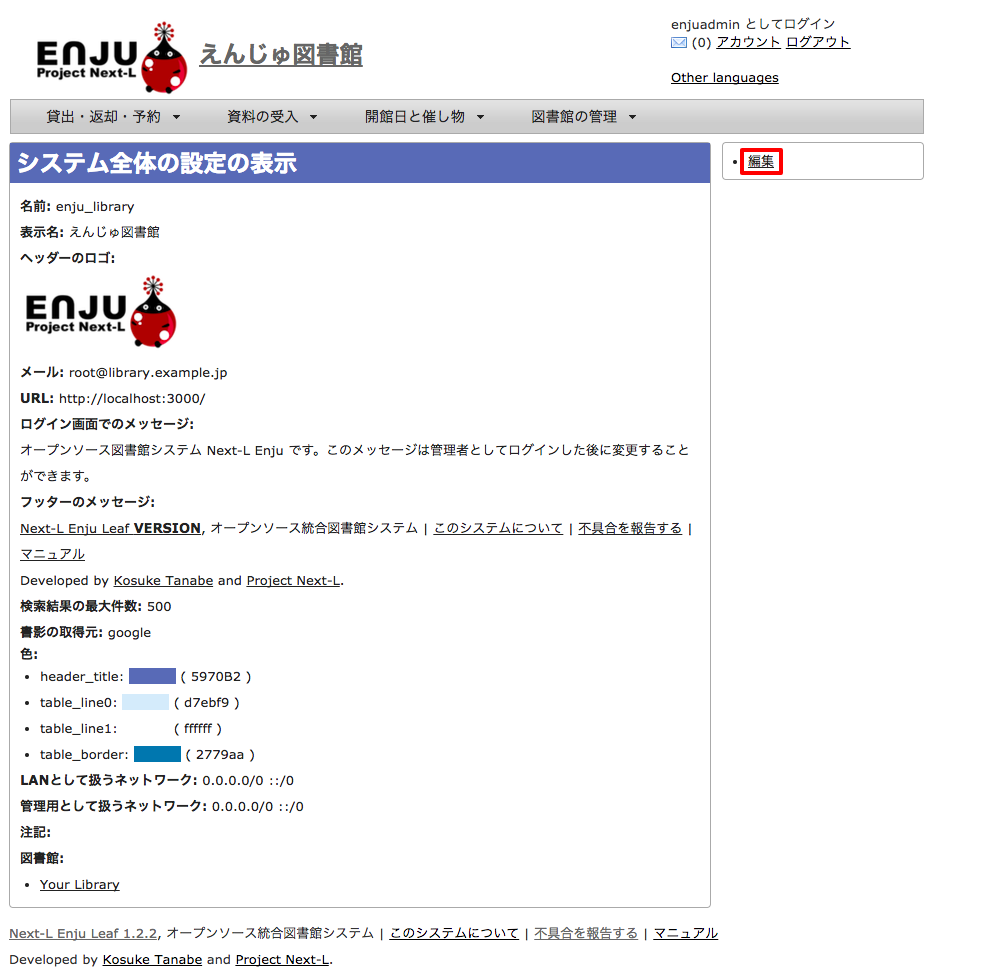 ENJU
Project Next-L
えんじゅ図書館
enjuadmin としてログイン
(0) アカウント ログアウト
Other languages
貸出・返却・予約 ▼ 資料の受入 ▼ 開館日と催し物 ▼ 図書館の管理 ▼
システム全体の設定の表示
• 編集
名前: enju_library
表示名: えんじゅ図書館
ヘッダーのロゴ:
ENJU
Project Next-L
メール: root@library.example.jp
URL: http://localhost:3000/
ログイン画面でのメッセージ:
オープンソース図書館システム Next-L Enju です。このメッセージは管理者としてログインした後に変更すること
ができます。
フッターのメッセージ:
Next-L Enju Leaf VERSION, オープンソース統合図書館システム | このシステムについて | 不具合を報告する |
マニュアル
Developed by Kosuke Tanabe and Project Next-L.
検索結果の最大件数: 500
書影の取得元: google
色:
• header_title: ( 5970B2 )
• table_line0: ( d7ebf9 )
• table_line1: ( ffffff )
• table_border: ( 2779aa )
LANとして扱うネットワーク: 0.0.0.0/0 ::/0
管理用として扱うネットワーク: 0.0.0.0/0 ::/0
注記:
図書館:
• Your Library
Next-L Enju Leaf 1.2.2, オープンソース統合図書館システム | このシステムについて | 不具合を報告する | マニュアル
Developed by Kosuke Tanabe and Project Next-L.